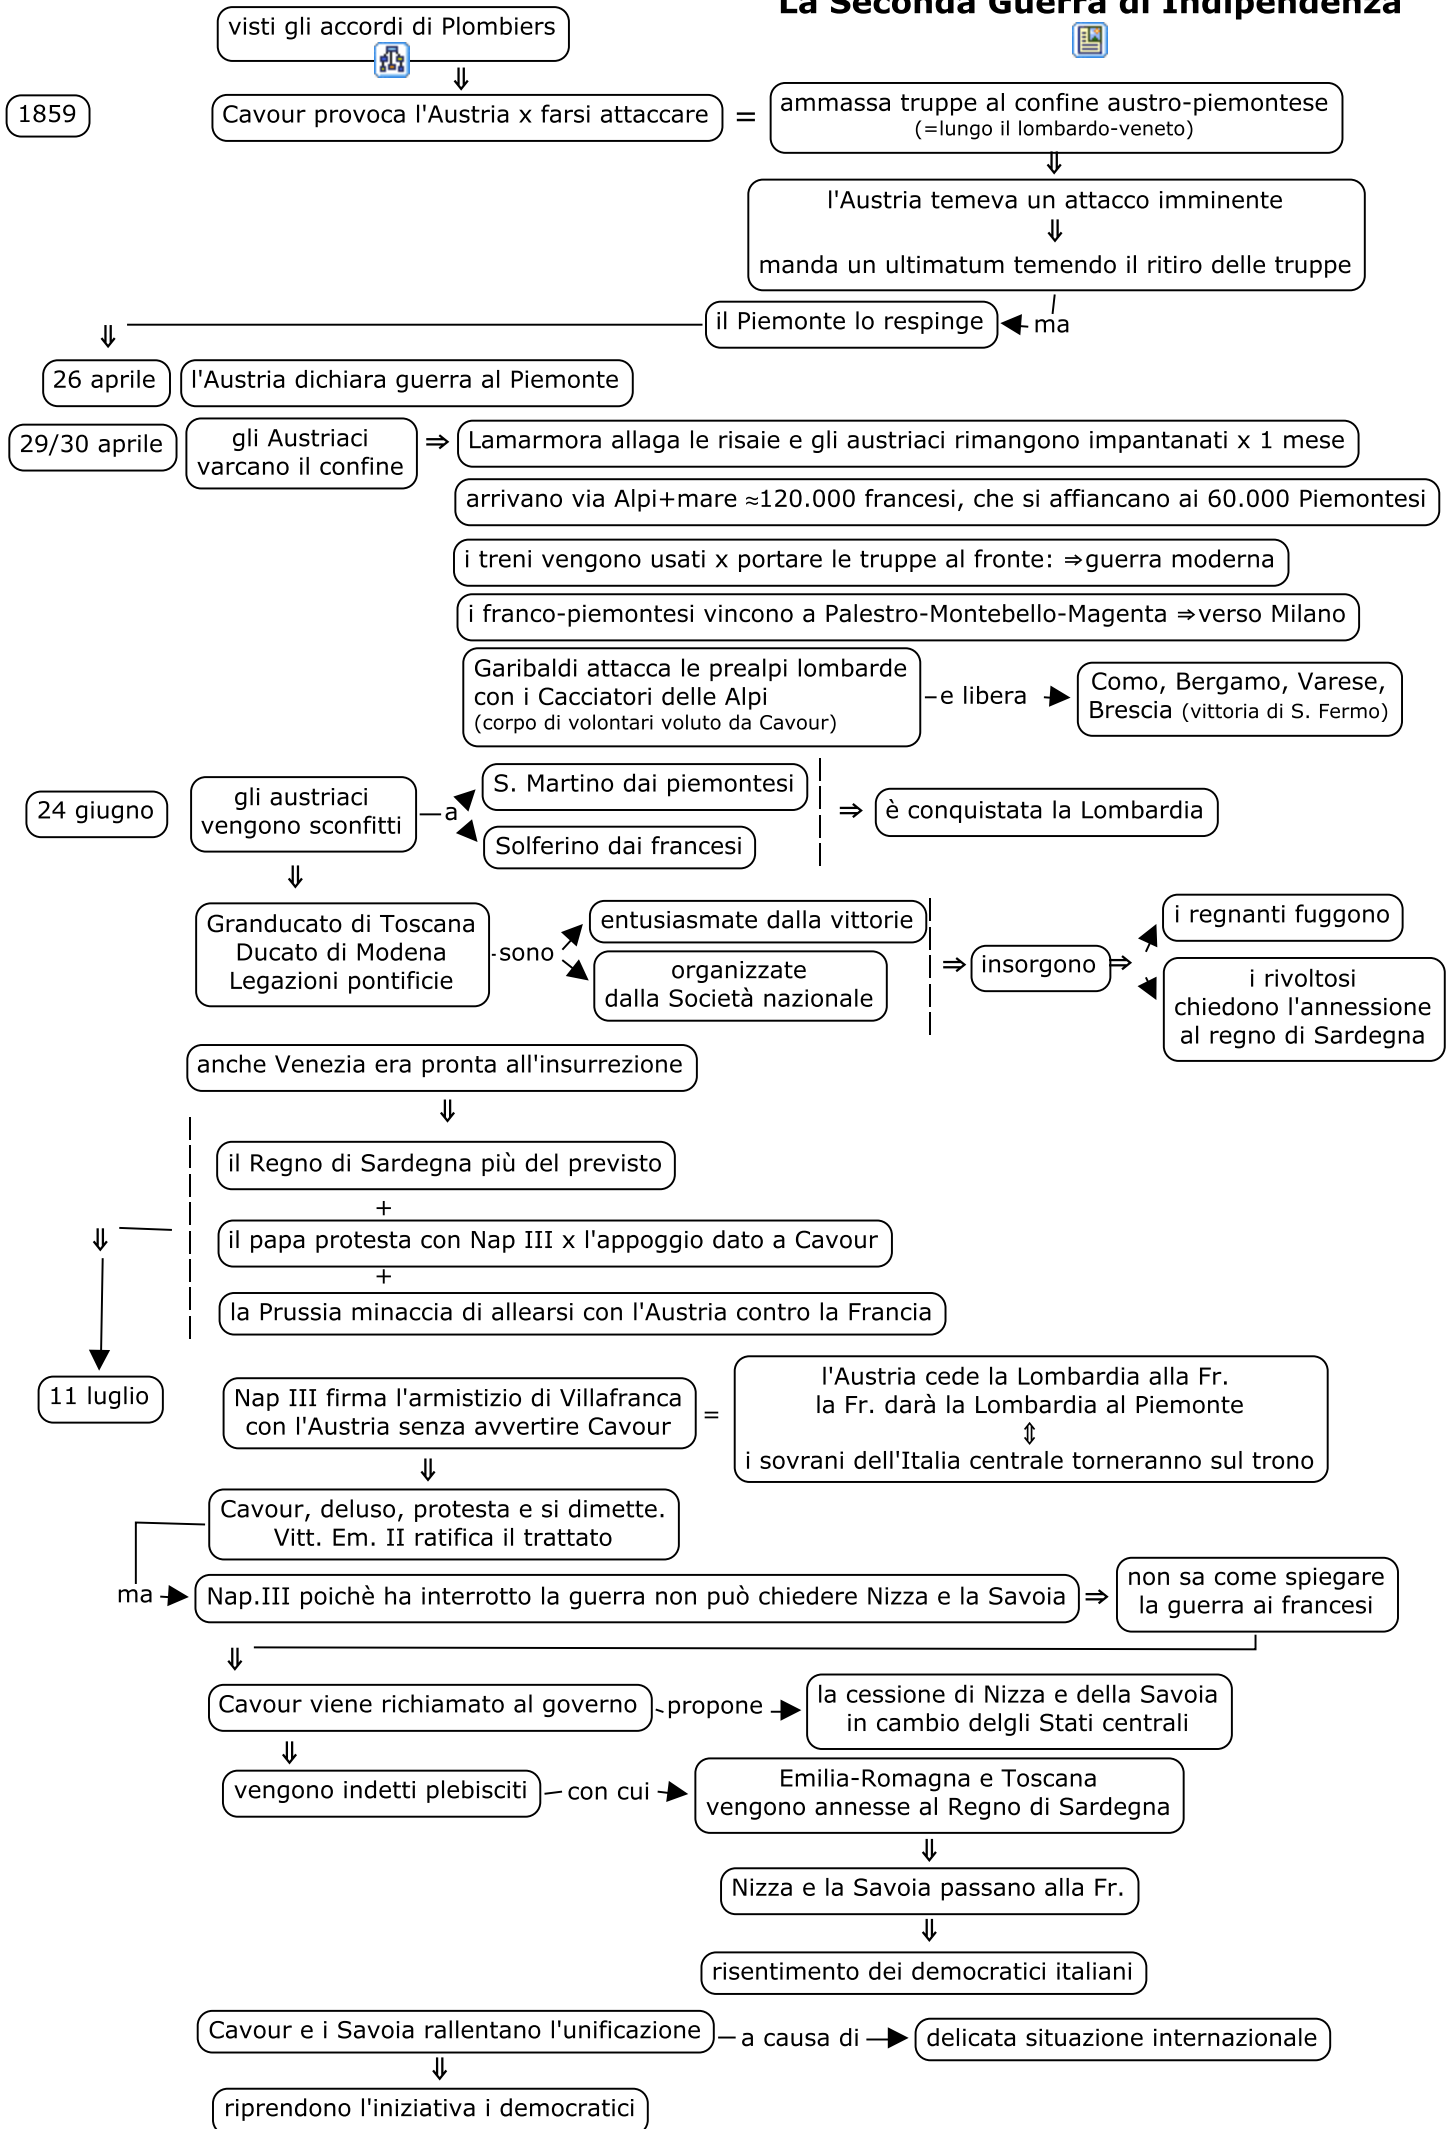 La Seconda Guerra di Indipendenza
visti gli accordi di Plombiers
⇓
1859
Cavour provoca l'Austria x farsi attaccare
=
ammassa truppe al confine austro-piemontese
(=lungo il lombardo-veneto)
⇓
l'Austria temeva un attacco imminente
⇓
manda un ultimatum temendo il ritiro delle truppe
ma
il Piemonte lo respinge
⇓
26 aprile
l'Austria dichiara guerra al Piemonte
29/30 aprile
gli Austriaci
varcano il confine
⇒
Lamarmora allaga le risaie e gli austriaci rimangono impantanati x 1 mese
arrivano via Alpi+mare ≈120.000 francesi, che si affiancano ai 60.000 Piemontesi
i treni vengono usati x portare le truppe al fronte: ⇒guerra moderna
i franco-piemontesi vincono a Palestro-Montebello-Magenta ⇒verso Milano
Garibaldi attacca le prealpi lombarde
con i Cacciatori delle Alpi
(corpo di volontari voluto da Cavour)
e libera
Como, Bergamo, Varese,
Brescia (vittoria di S. Fermo)
24 giugno
gli austriaci
vengono sconfitti
a
S. Martino dai piemontesi
Solferino dai francesi
⇒
è conquistata la Lombardia
⇓
Granducato di Toscana
Ducato di Modena
Legazioni pontificie
sono
entusiasmate dalla vittorie
organizzate
dalla Società nazionale
⇒
insorgono
⇒
i regnanti fuggono
i rivoltosi
chiedono l'annessione
al regno di Sardegna
anche Venezia era pronta all'insurrezione
⇓
il Regno di Sardegna più del previsto
+
il papa protesta con Nap III x l'appoggio dato a Cavour
+
la Prussia minaccia di allearsi con l'Austria contro la Francia
⇓
11 luglio
Nap III firma l'armistizio di Villafranca
con l'Austria senza avvertire Cavour
=
l'Austria cede la Lombardia alla Fr.
la Fr. darà la Lombardia al Piemonte
⇕
i sovrani dell'Italia centrale torneranno sul trono
⇓
Cavour, deluso, protesta e si dimette.
Vitt. Em. II ratifica il trattato
ma
Nap.III poichè ha interrotto la guerra non può chiedere Nizza e la Savoia
⇒
non sa come spiegare
la guerra ai francesi
⇓
Cavour viene richiamato al governo
propone
la cessione di Nizza e della Savoia
in cambio delgli Stati centrali
⇓
vengono indetti plebisciti
con cui
Emilia-Romagna e Toscana
vengono annesse al Regno di Sardegna
⇓
Nizza e la Savoia passano alla Fr.
⇓
risentimento dei democratici italiani
Cavour e i Savoia rallentano l'unificazione
a causa di
delicata situazione internazionale
⇓
riprendono l'iniziativa i democratici